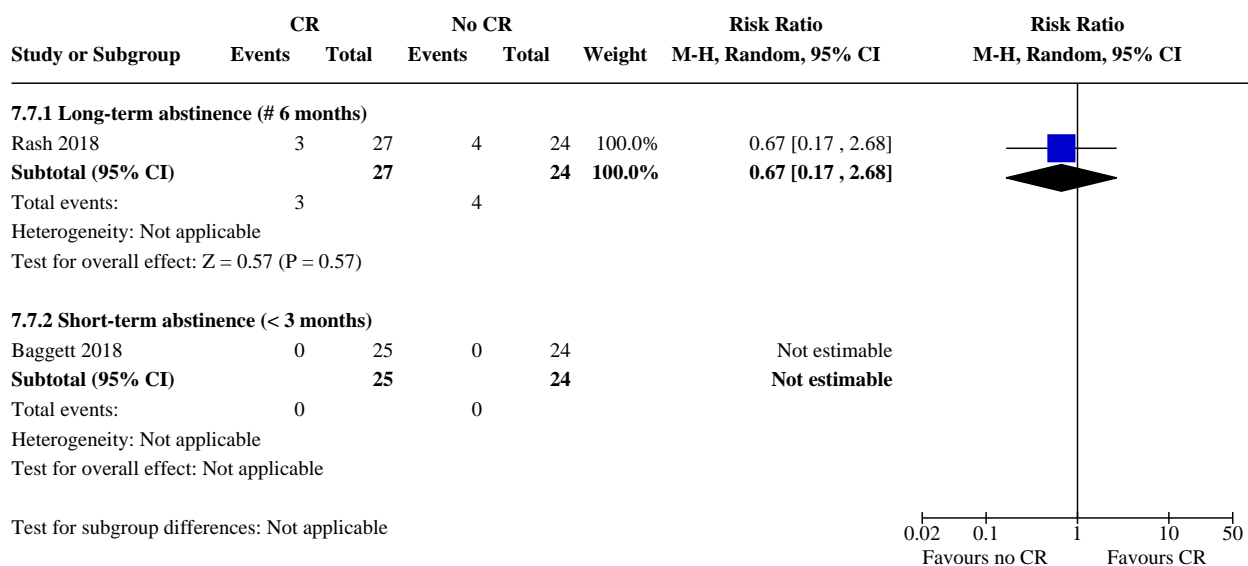 CR No CR Risk Ratio Risk Ratio
Study or Subgroup Events Total Events Total Weight M-H, Random, 95% CI M-H, Random, 95% CI
7.7.1 Long-term abstinence (# 6 months)
Rash 2018 3 27 4 24 100.0% 0.67 [0.17 , 2.68]
Subtotal (95% CI) 27 24 100.0% 0.67 [0.17 , 2.68]
Total events: 3 4
Heterogeneity: Not applicable
Test for overall effect: Z = 0.57 (P = 0.57)
7.7.2 Short-term abstinence (< 3 months)
Baggett 2018 0 25 0 24 Not estimable
Subtotal (95% CI) 25 24 Not estimable
Total events: 0 0
Heterogeneity: Not applicable
Test for overall effect: Not applicable
Test for subgroup differences: Not applicable
0.02 0.1 1 10 50
Favours no CR Favours CR